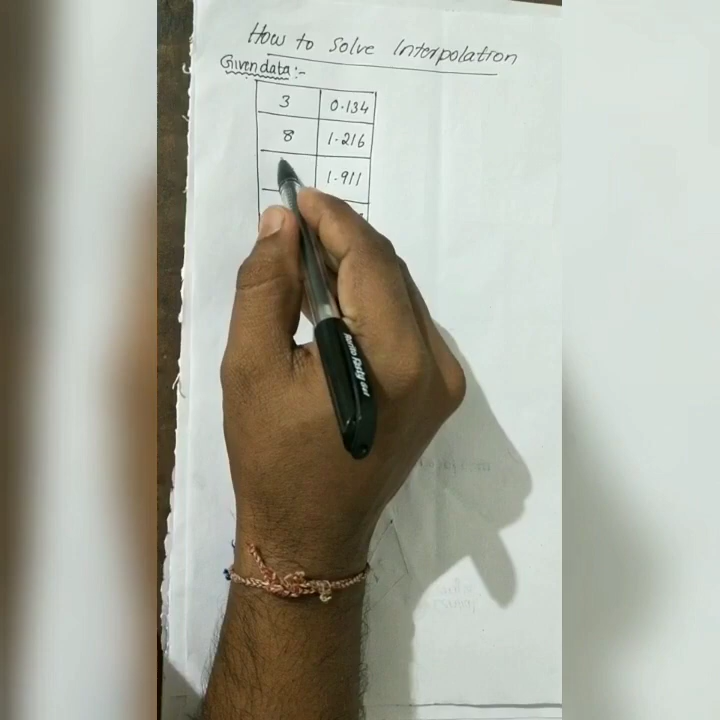 How to Solve Interpolation
Given data:-
3 0.134
8 1.216
1.911